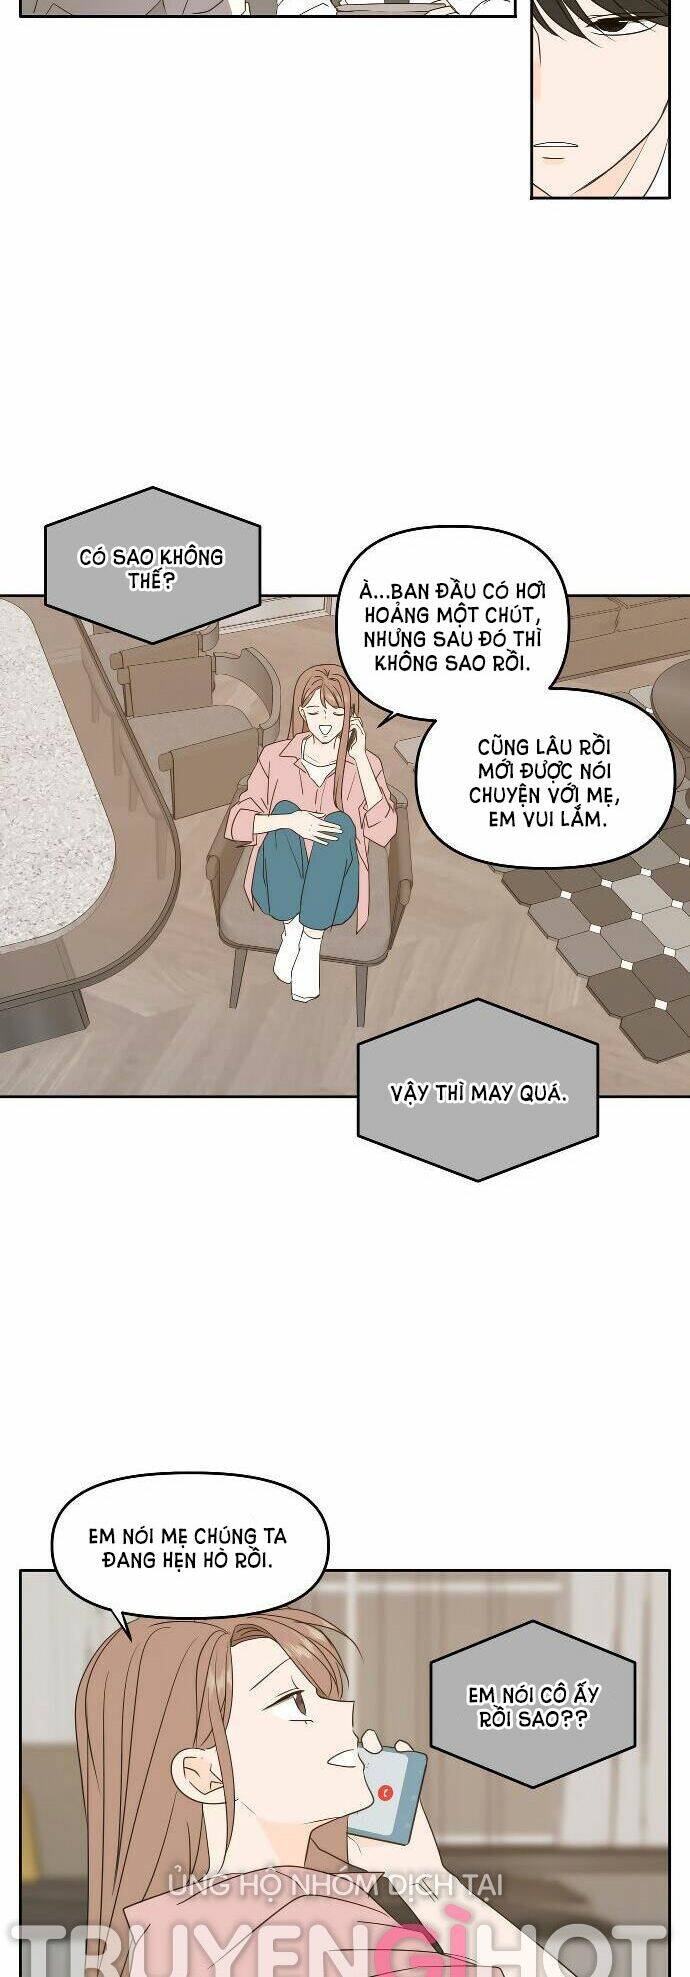 CÓ SAO KHÔNG
THẾ?
À...BAN ĐẦU CÓ HƠI
HOẢNG MỘT CHÚT,
NHƯNG SAU ĐÓ THÌ
KHÔNG SAO RỒI.
CŨNG LÂU RỒI
MỚI ĐƯỢC NÓI
CHUYỆN VỚI MẸ,
EM VUI LẮM.
VẬY THÌ MAY QUÁ.
EM NÓI MẸ CHÚNG TA
ĐANG HẸN HÒ RỒI.
EM NÓI CÔ ẤY
RỒI SAO??
ỦNG HỘ NHÓM DỊCH TẠI
TRUYENGIHOT